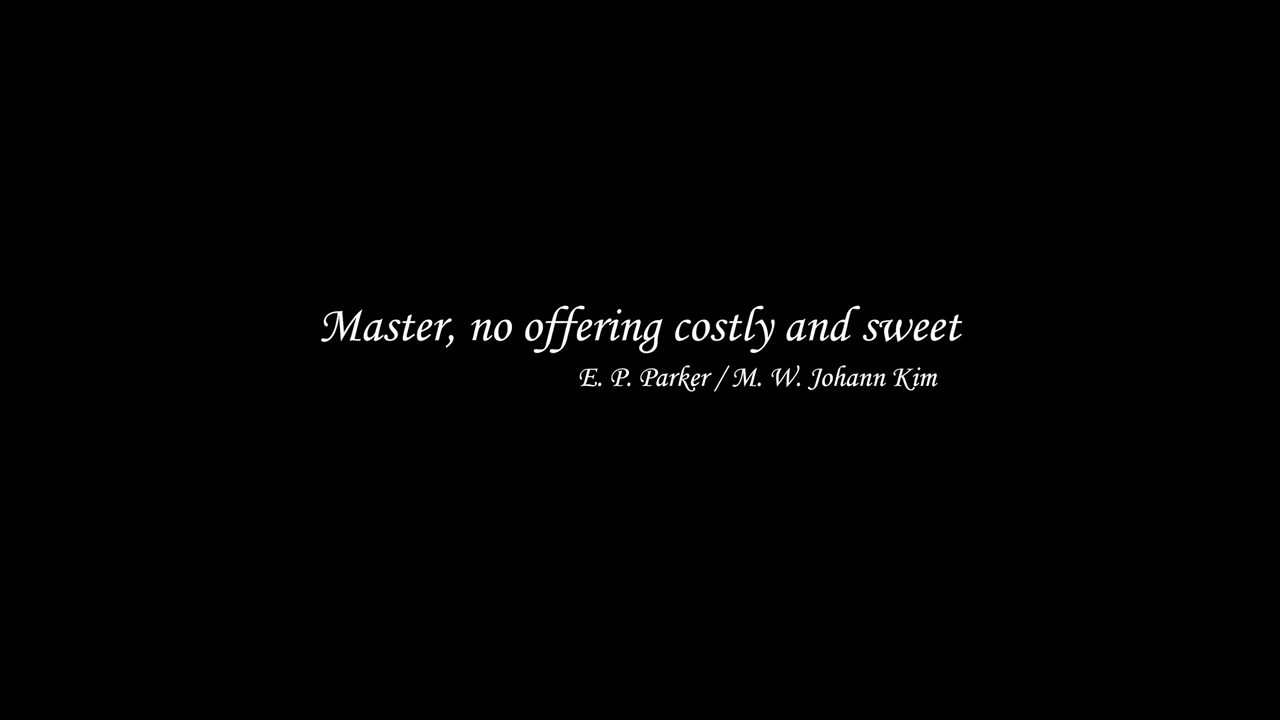 Master, no offering costly and sweet
E. P. Parker / M. W. Johann Kim